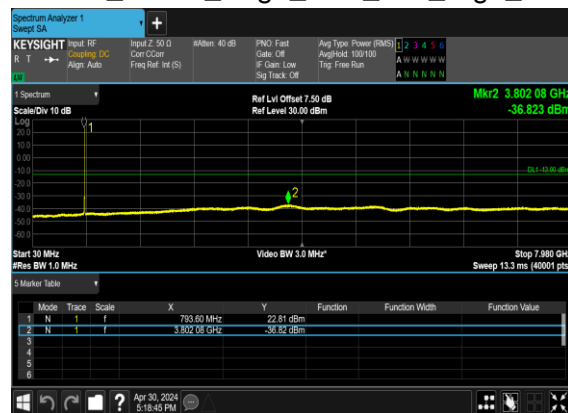 Spectrum Analyzer 1
Swept SA
+
KEYSIGHT
R T
Input: RF
Coupling: DC
Align: Auto
Input Z: 50 Ω
Corr CCorr
Freq Ref: Int (S)
#Atten: 40 dB
PNO: Fast
Gate: Off
IF Gain: Low
Sig Track: Off
Avg Type: Power (RMS)
Avg|Hold: 100/100
Trig: Free Run
1 2 3 4 5 6
A W W W W W
A N N N N N
1 Spectrum
Scale/Div 10 dB
Ref Lvl Offset 7.50 dB
Ref Level 30.00 dBm
Mkr2 3.802 08 GHz
-36.823 dBm
Log
20.0
10.0
0.00
-10.0
-20.0
-30.0
-40.0
-50.0
-60.0
1
2
DL1 -13.00 dBm
Start 30 MHz
#Res BW 1.0 MHz
Video BW 3.0 MHz*
Stop 7.980 GHz
Sweep 13.3 ms (40001 pts)
5 Marker Table
Mode Trace Scale X Y Function Function Width Function Value
1 N 1 f 793.60 MHz 22.81 dBm
2 N 1 f 3.802 08 GHz -36.82 dBm
3
4
5
6
?
Apr 30, 2024
5:18:45 PM